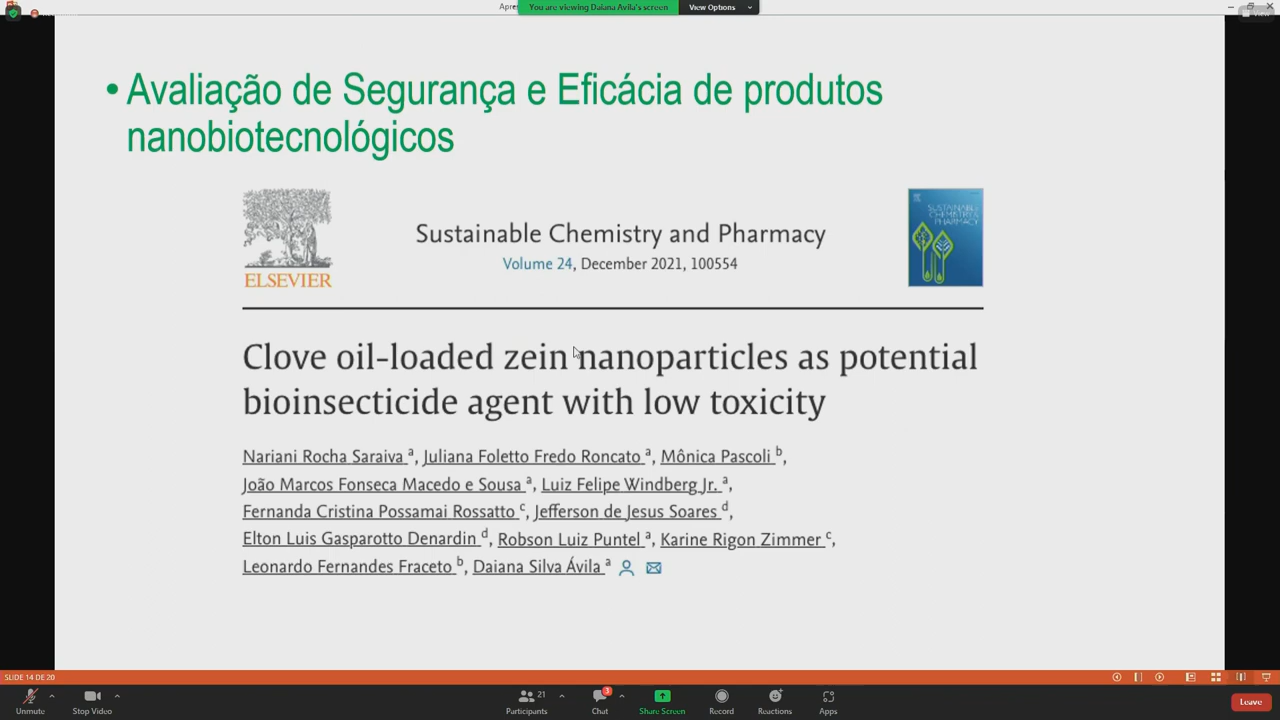 Apre
You are viewing Daiana Avila's screen
View Options
View
• Avaliação de Segurança e Eficácia de produtos
nanobiotecnológicos
ELSEVIER
Sustainable Chemistry and Pharmacy
Volume 24, December 2021, 100554
SUSTAINABLE
CHEMISTRY &
PHARMACY
Clove oil-loaded zein nanoparticles as potential
bioinsecticide agent with low toxicity
Nariani Rocha Saraiva a, Juliana Foletto Fredo Roncato a, Mônica Pascoli b,
João Marcos Fonseca Macedo e Sousa a, Luiz Felipe Windberg Jr. a,
Fernanda Cristina Possamai Rossatto c, Jefferson de Jesus Soares d,
Elton Luis Gasparotto Denardin d, Robson Luiz Puntel a, Karine Rigon Zimmer c,
Leonardo Fernandes Fraceto b, Daiana Silva Ávila a
SLIDE 14 DE 20
21
3
Unmute
Stop Video
Participants
Chat
Share Screen
Record
Reactions
Apps
Leave